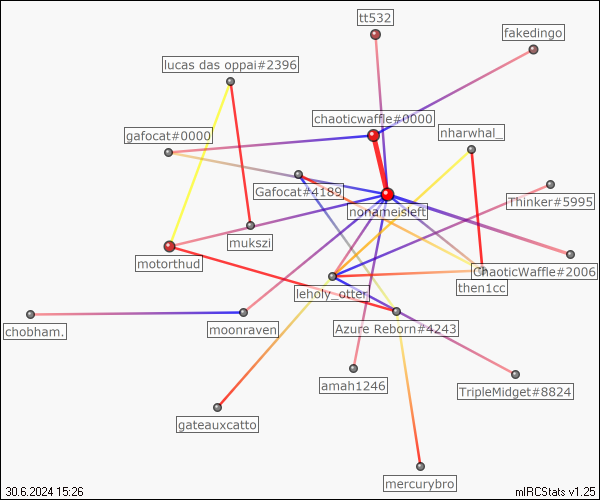 tt532
fakedingo
lucas das oppai#2396
chaoticwaffle#0000
gafocat#0000
nharwhal_
Gafocat#4189
Thinker#5995
nonameisleft
mukszi
motorthud
ChaoticWaffle#2006
then1cc
leholy_otter
chobham.
moonraven
Azure Reborn#4243
amah1246
TripleMidget#8824
gateauxcatto
mercurybro
30.6.2024 15:26
mIRCStats v1.25